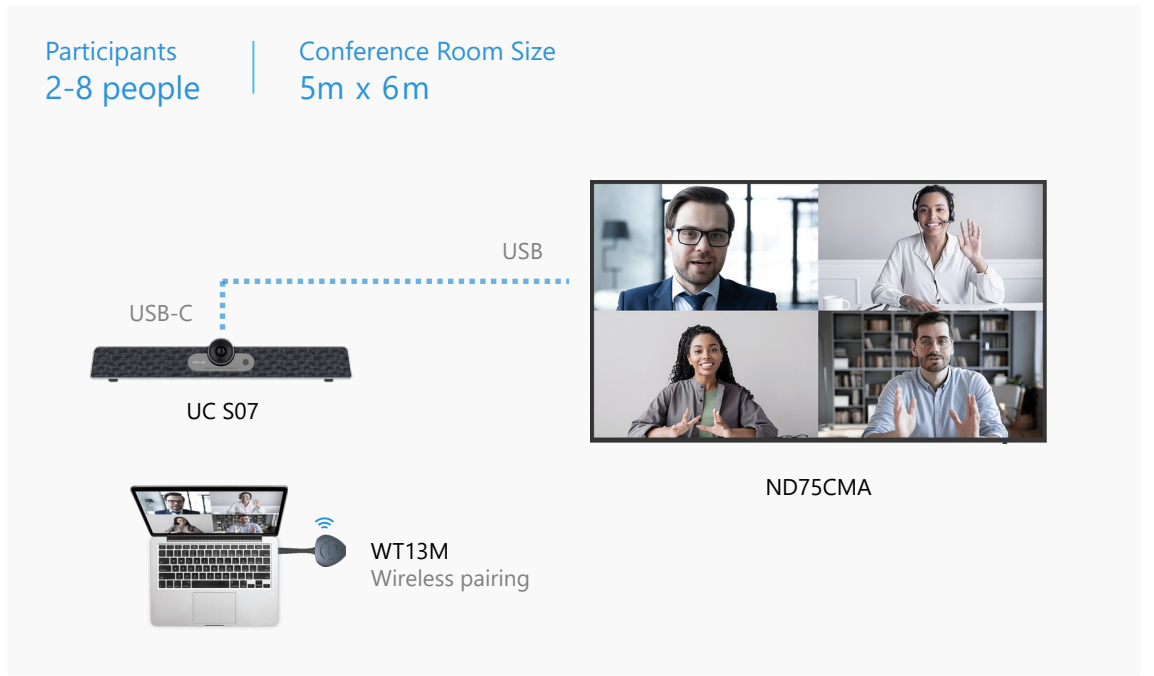 Participants
2-8 people
Conference Room Size
5m x 6m
USB
USB-C
UC S07
ND75CMA
WT13M
Wireless pairing